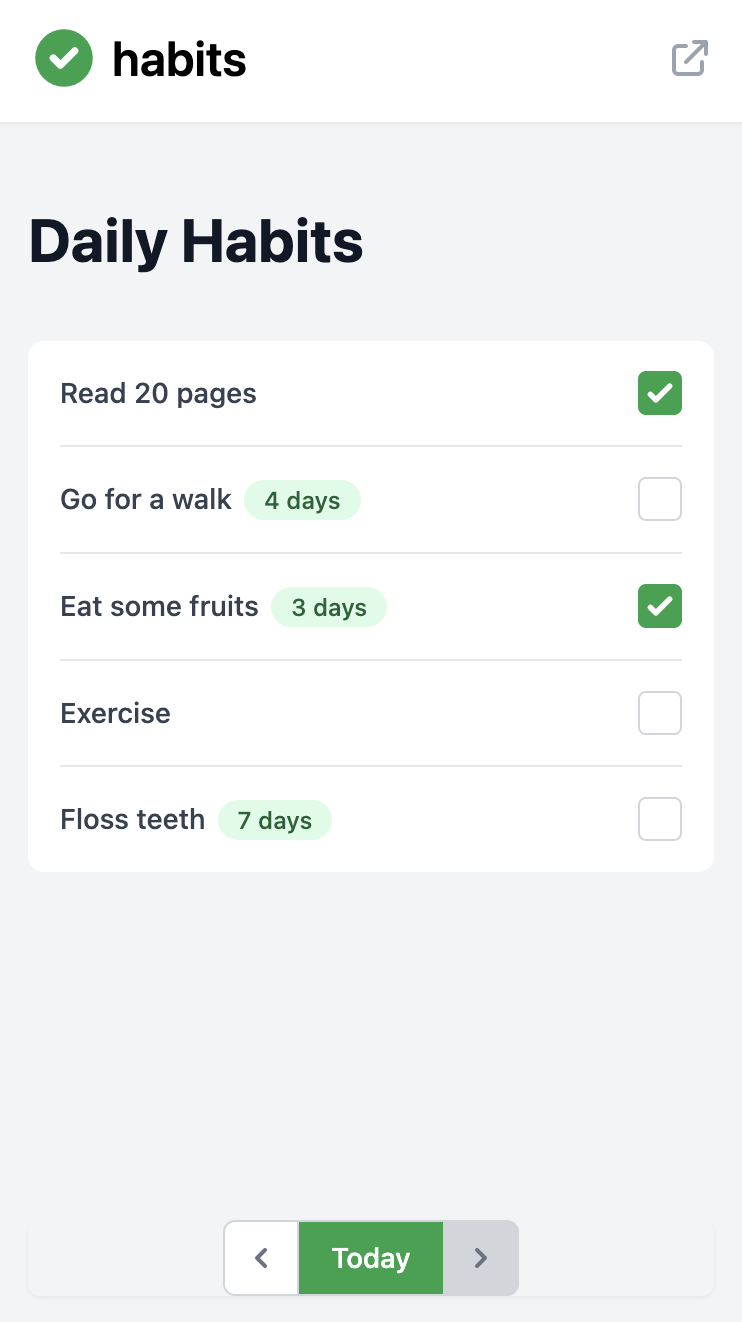 habits
Daily Habits
Read 20 pages
Go for a walk 4 days
Eat some fruits 3 days
Exercise
Floss teeth 7 days
Today